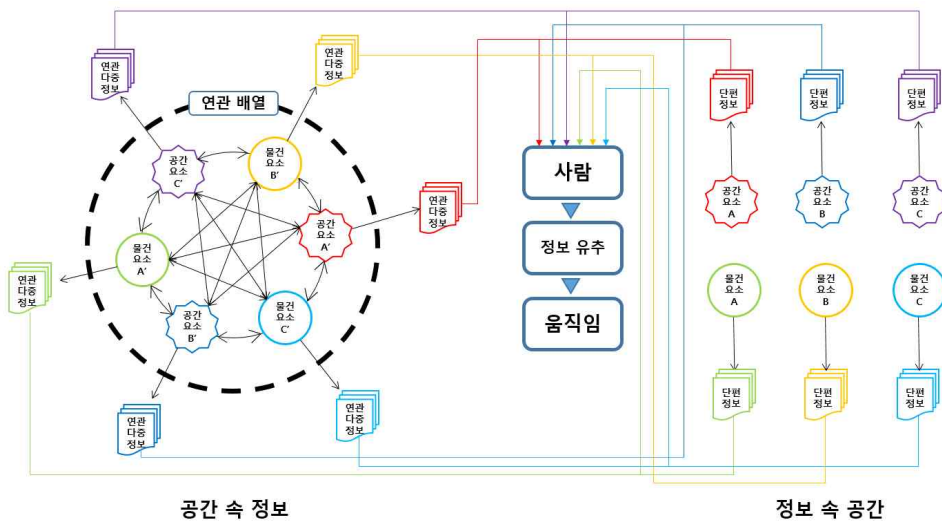 연관
다중
정보
연관
다중
정보
연관 배열
공간
요소
C'
물건
요소
B'
물건
요소
A'
공간
요소
A'
공간
요소
B'
물건
요소
C'
연관
다중
정보
연관
다중
정보
연관
다중
정보
연관
다중
정보
공간 속 정보
사람
정보 유추
움직임
단편
정보
단편
정보
단편
정보
공간
요소
A
공간
요소
B
공간
요소
C
물건
요소
A
물건
요소
B
물건
요소
C
단편
정보
단편
정보
단편
정보
정보 속 공간